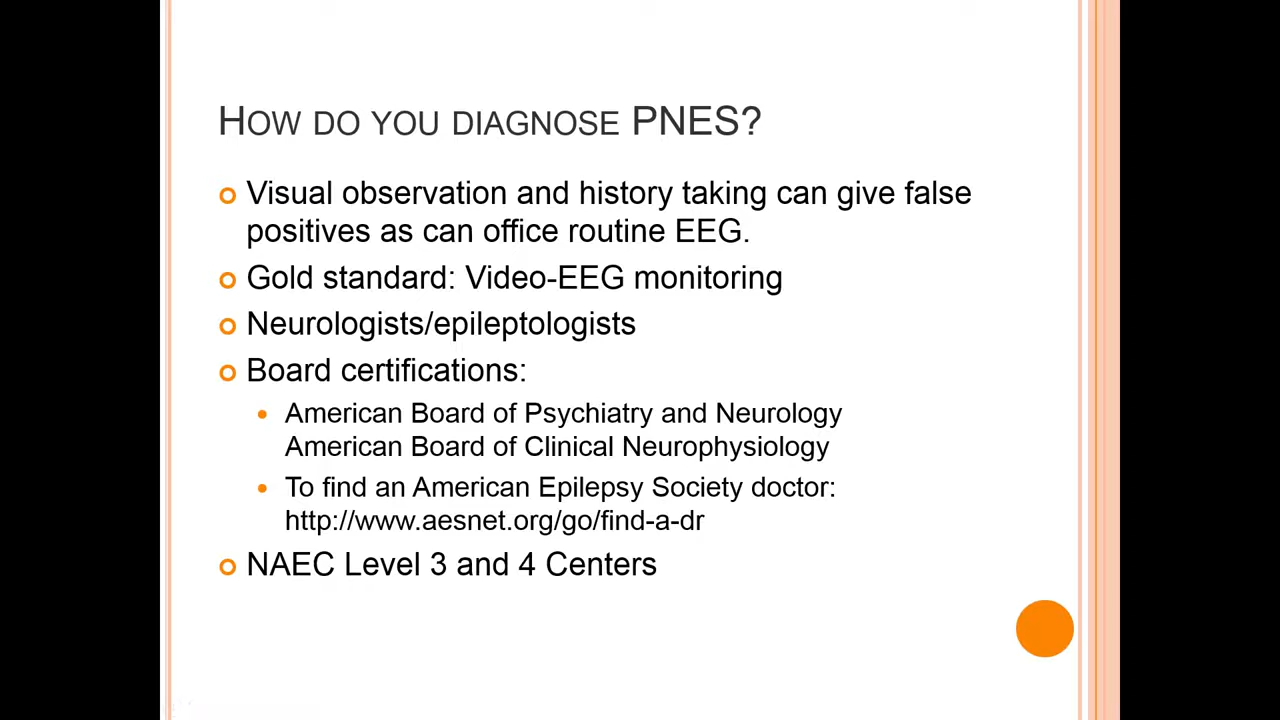 How do you diagnose PNES?
Visual observation and history taking can give false
positives as can office routine EEG.
Gold standard: Video-EEG monitoring
Neurologists/epileptologists
Board certifications:
American Board of Psychiatry and Neurology
American Board of Clinical Neurophysiology
To find an American Epilepsy Society doctor:
http://www.aesnet.org/go/find-a-dr
NAEC Level 3 and 4 Centers